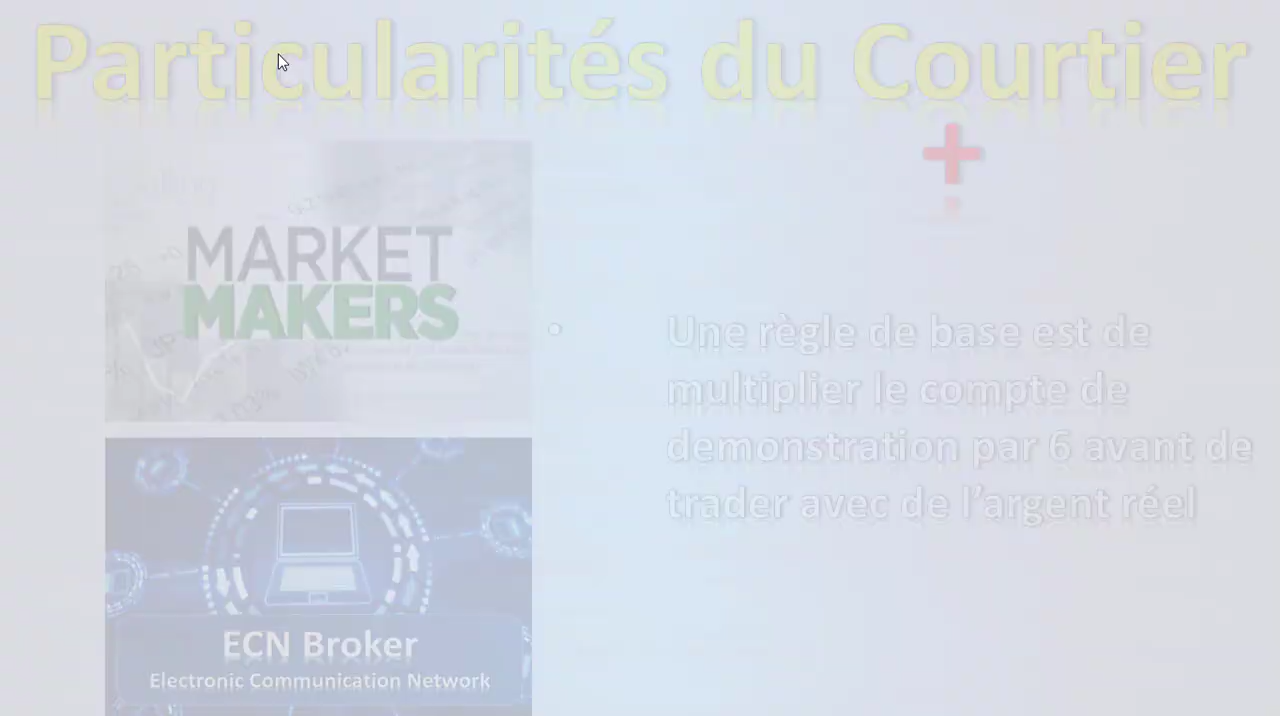 Particularités du Courtier
MARKET
MAKERS
• Une règle de base est de
multiplier le compte de
demonstration par 6 avant de
trader avec de l’argent réel
ECN Broker
Electronic Communication Network